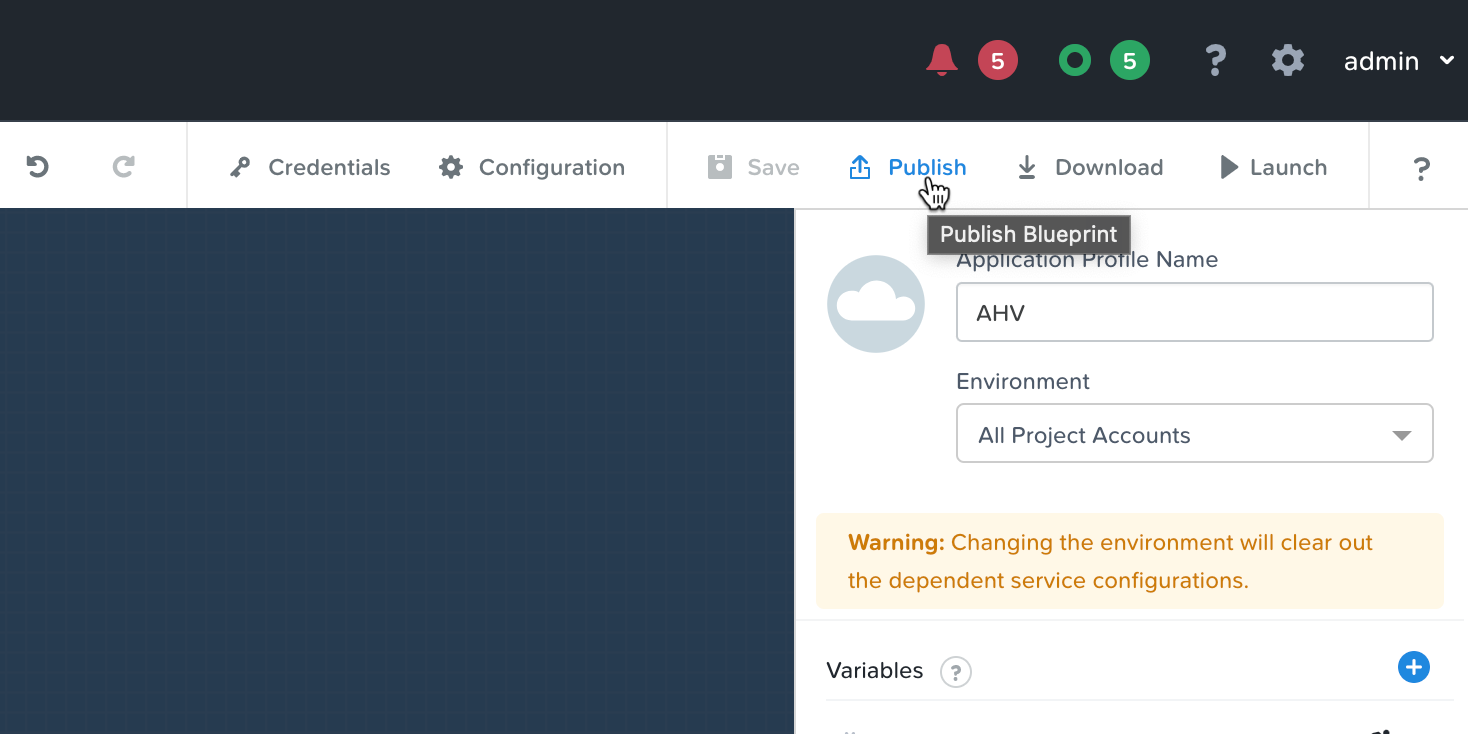 5 5 ? admin
Credentials Configuration Save Publish Download Launch ?
Publish Blueprint
Application Profile Name
AHV
Environment
All Project Accounts
Warning: Changing the environment will clear out
the dependent service configurations.
Variables ?